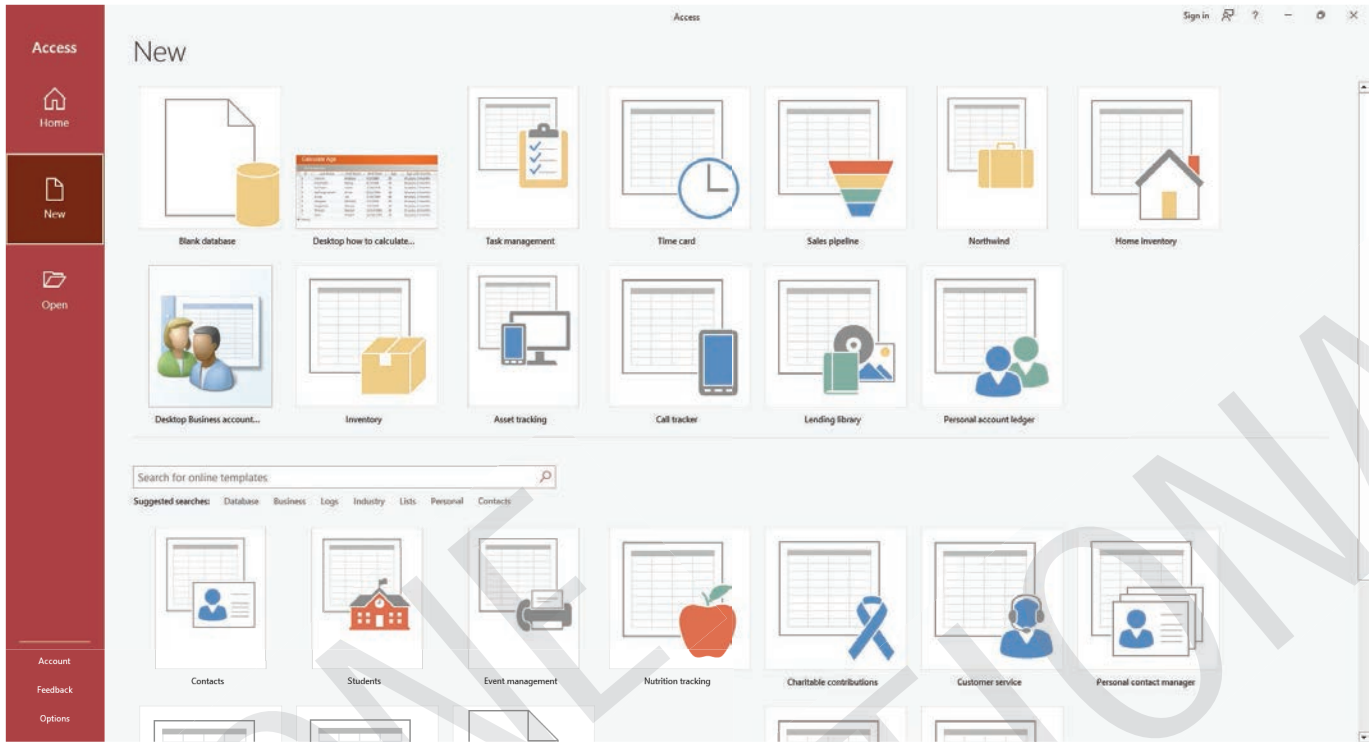 Access
Sign in ?
Access
New
Home
New
Open
Blank database
Calculate Age
Desktop how to calculate...
Task management
Time card
Sales pipeline
Northwind
Home inventory
Desktop Business account...
Inventory
Asset tracking
Call tracker
Lending library
Personal account ledger
Search for online templates
Suggested searches: Database Business Logs Industry Lists Personal Contacts
Contacts
Students
Event management
Nutrition tracking
Charitable contributions
Customer service
Personal contact manager
Account
Feedback
Options